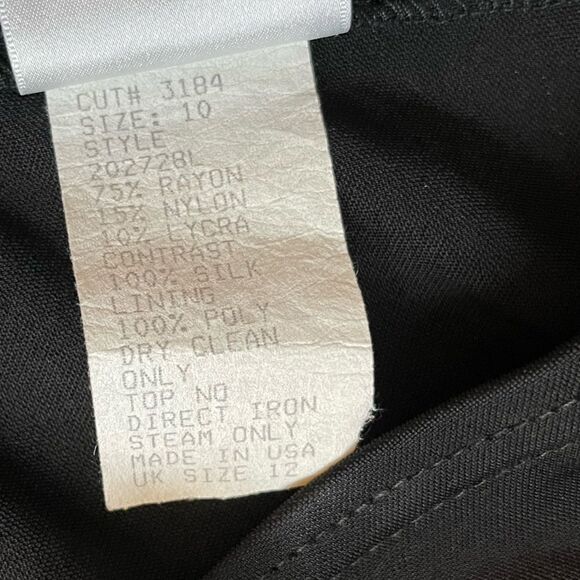 CUT# 3184
SIZE: 10
STYLE
202728L
75% RAYON
15% NYLON
10% LYCRA
CONTRAST
100% SILK
LINING
100% POLY
DRY CLEAN
ONLY
TOP NO
DIRECT IRON
STEAM ONLY
MADE IN USA
UK SIZE 12